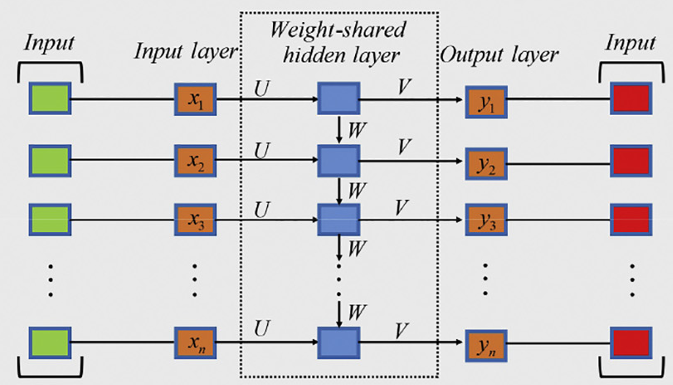 Weight-shared
hidden layer
Input
Input layer
Output layer
Input
x1
U
V
y1
W
x2
U
V
y2
W
x3
U
V
y3
W
W
xn
U
V
yn